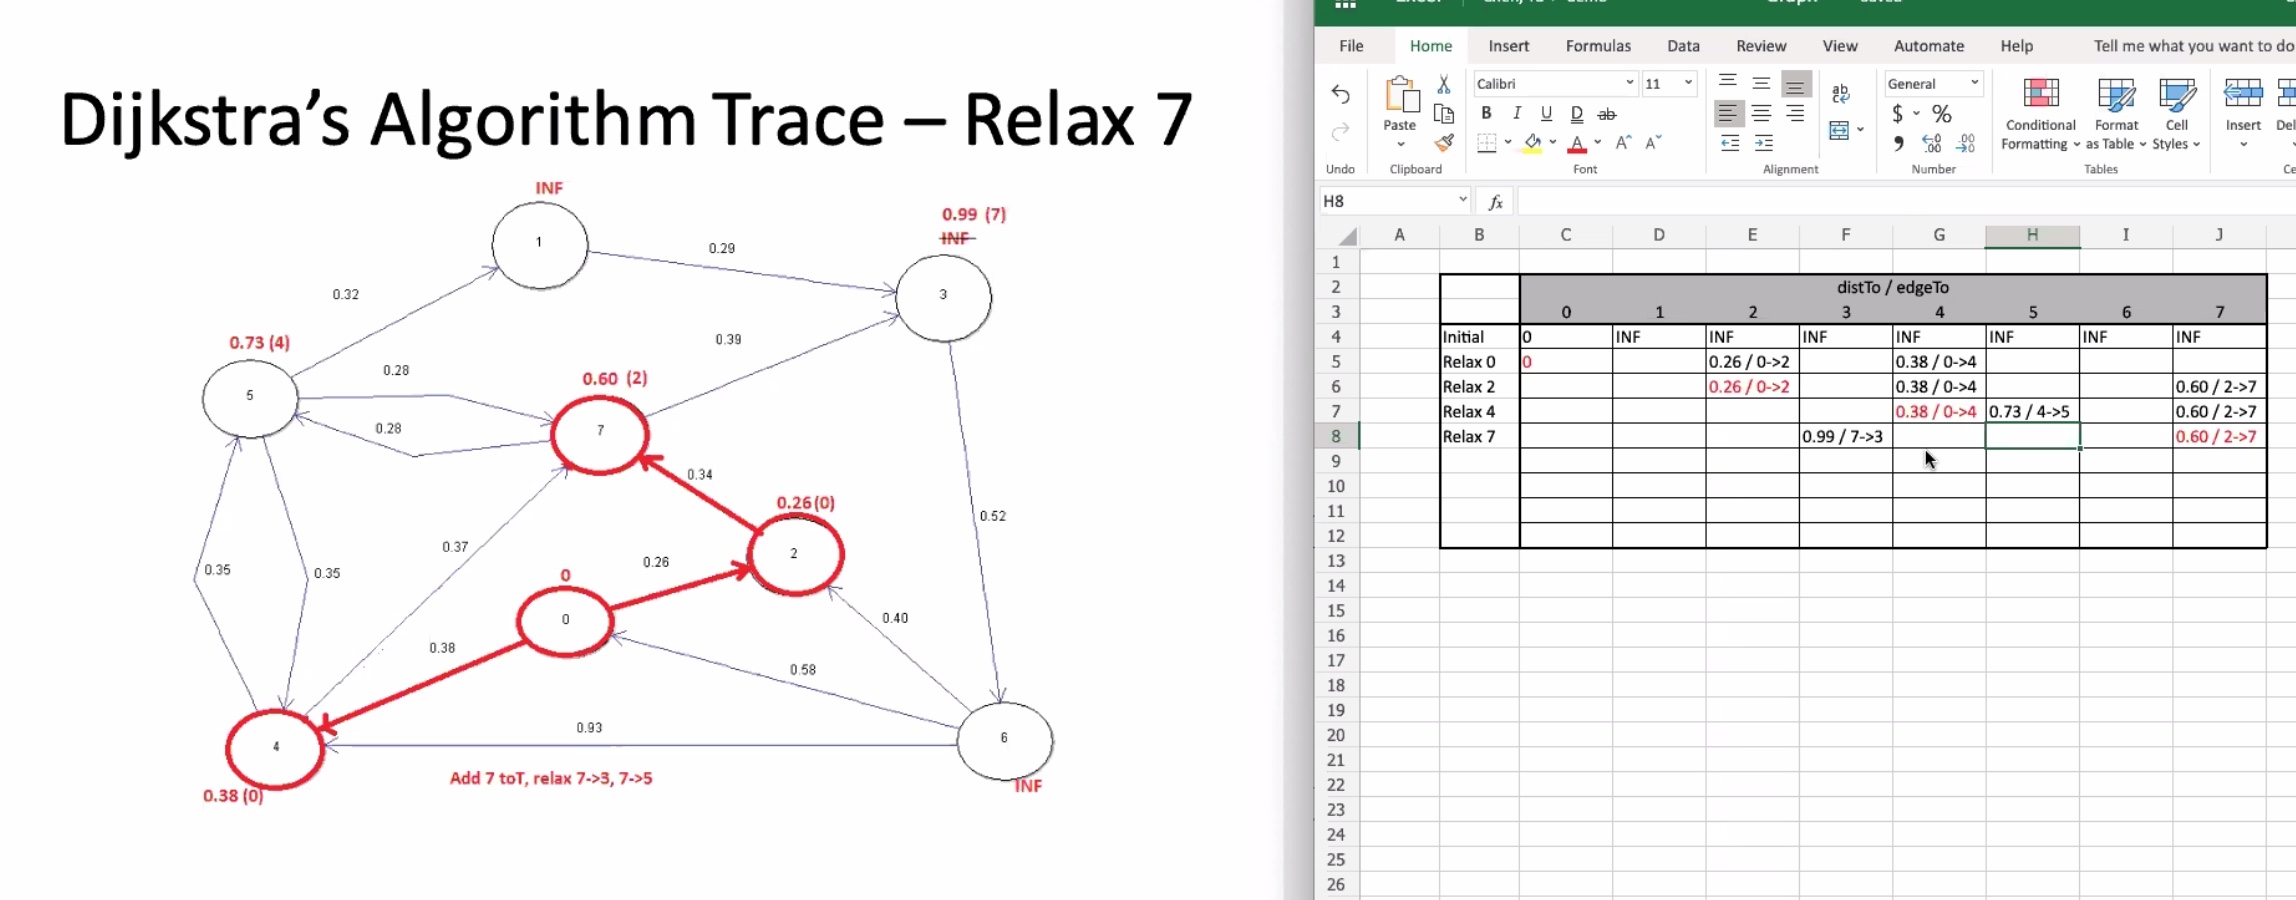 Dijkstra's Algorithm Trace – Relax 7
INF
1
0.99 (7)
INF
3
0.29
0.32
0.39
0.73 (4)
5
0.28
0.28
0.60 (2)
7
0.34
0.26(0)
2
0.52
0.37
0.35
0.35
0.26
0
0
0.40
0.38
0.58
0.93
4
0.38 (0)
6
INF
Add 7 toT, relax 7->3, 7->5
File Home Insert Formulas Data Review View Automate Help Tell me what you want to do
Calibri 11 General
B I U D ab
$ %
Paste
Conditional Formatting
Format as Table
Cell Styles
Insert
Del
Undo Clipboard Font Alignment Number Tables Ce
H8 fx
A B C D E F G H I J
1
2 distTo / edgeTo
3 0 1 2 3 4 5 6 7
4 Initial 0 INF INF INF INF INF INF INF
5 Relax 0 0 0.26 / 0->2 0.38 / 0->4
6 Relax 2 0.26 / 0->2 0.38 / 0->4 0.60 / 2->7
7 Relax 4 0.38 / 0->4 0.73 / 4->5 0.60 / 2->7
8 Relax 7 0.99 / 7->3 0.60 / 2->7
9
10
11
12
13
14
15
16
17
18
19
20
21
22
23
24
25
26